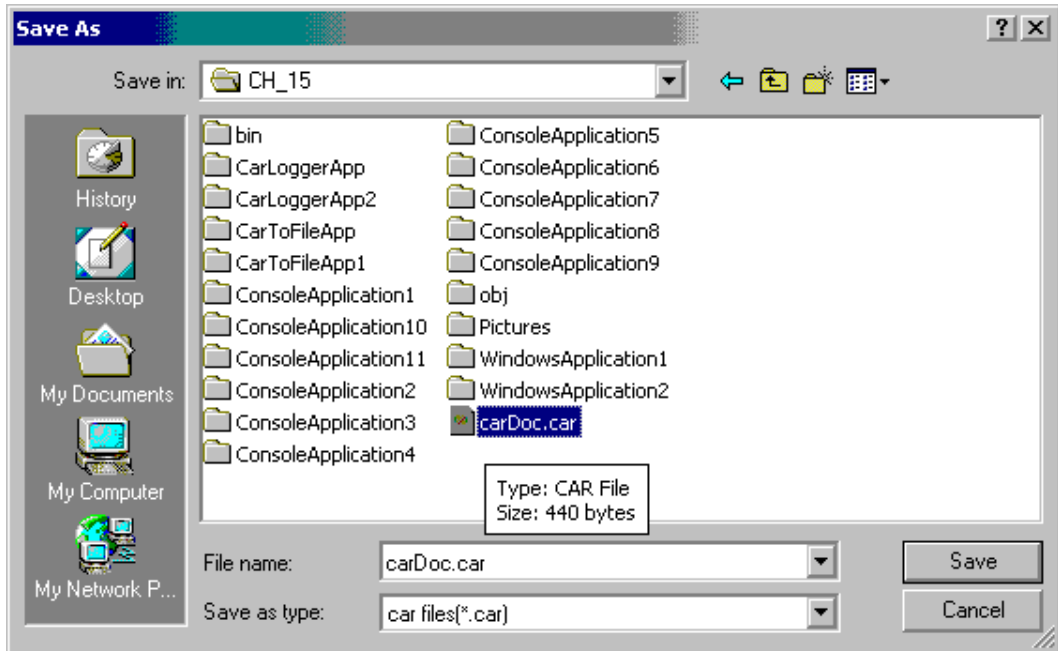 Save As
?
Save in:
CH_15
History
Desktop
My Documents
My Computer
My Network P...
bin
CarLoggerApp
CarLoggerApp2
CarToFileApp
CarToFileApp1
ConsoleApplication1
ConsoleApplication10
ConsoleApplication11
ConsoleApplication2
ConsoleApplication3
ConsoleApplication4
ConsoleApplication5
ConsoleApplication6
ConsoleApplication7
ConsoleApplication8
ConsoleApplication9
obj
Pictures
WindowsApplication1
WindowsApplication2
carDoc.car
Type: CAR File
Size: 440 bytes
File name:
carDoc.car
Save
Save as type:
car files(*.car)
Cancel